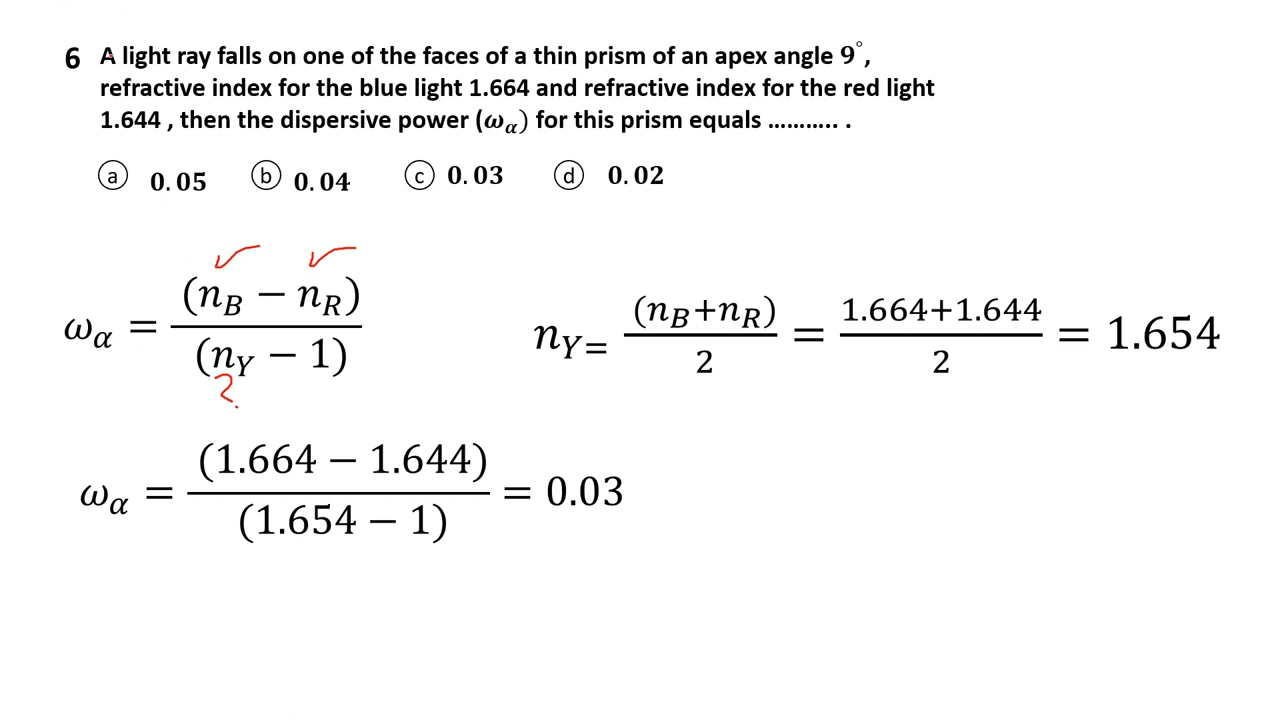 6 A light ray falls on one of the faces of a thin prism of an apex angle 9°,
refractive index for the blue light 1.664 and refractive index for the red light
1.644 , then the dispersive power (ωα) for this prism equals ……….. .
ⓐ 0.05 ⓑ 0.04 ⓒ 0.03 ⓓ 0.02
ωα = (nB − nR) / (nY − 1)
?
nY= (nB+nR) / 2 = 1.664+1.644 / 2 = 1.654
ωα = (1.664 − 1.644) / (1.654 − 1) = 0.03